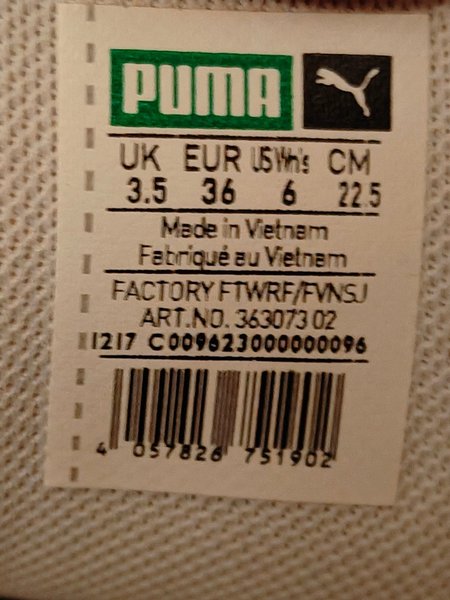 PUMA
UK EUR US Wn's CM
3.5 36 6 22.5
Made in Vietnam
Fabriqué au Vietnam
FACTORY FTWRF/FVNSJ
ART.NO. 363073 02
1217 C009623000000096
4 057826 751902